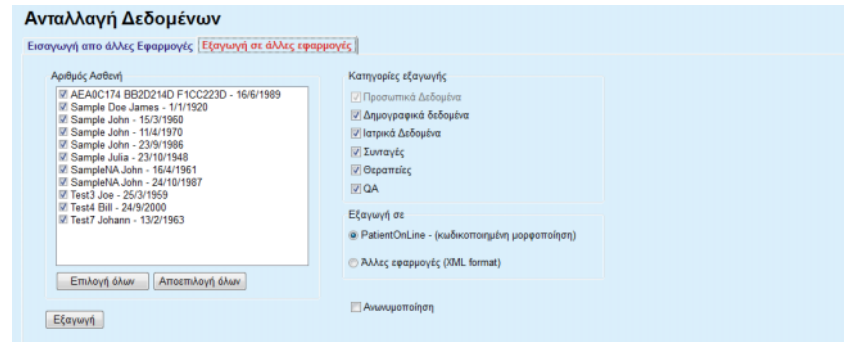 Ανταλλαγή Δεδομένων
Εισαγωγή απο άλλες Εφαρμογές Εξαγωγή σε άλλες εφαρμογές
Αριθμός Ασθενή
AEA0C174 BB2D214D F1CC223D - 16/6/1989
Sample Doe James - 1/1/1920
Sample John - 15/3/1960
Sample John - 11/4/1970
Sample John - 23/9/1986
Sample Julia - 23/10/1948
SampleNA John - 16/4/1961
SampleNA John - 24/10/1987
Test3 Joe - 25/3/1959
Test4 Bill - 24/9/2000
Test7 Johann - 13/2/1963
Επιλογή όλων Αποεπιλογή όλων
Εξαγωγή
Κατηγορίες εξαγωγής
Προσωπικά Δεδομένα
Δημογραφικά δεδομένα
Ιατρικά Δεδομένα
Συνταγές
Θεραπείες
QA
Εξαγωγή σε
PatientOnLine - (κωδικοποιημένη μορφοποίηση)
Άλλες εφαρμογές (XML format)
Ανωνυμοποίηση